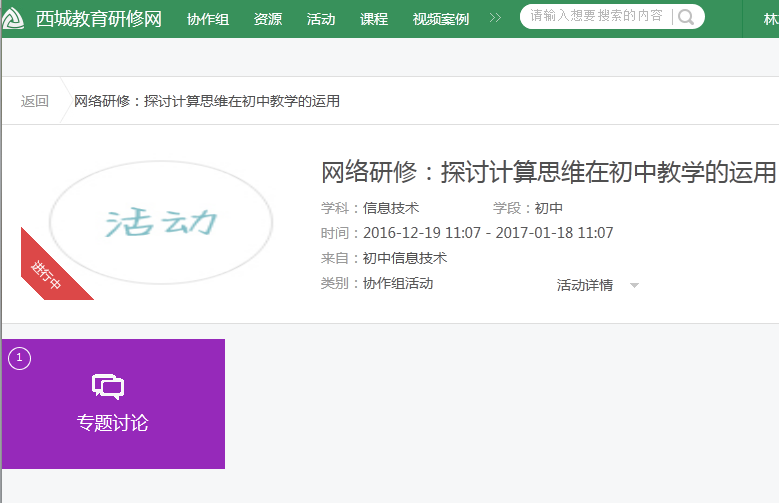 西城教育研修网 协作组 资源 活动 课程 视频案例 >> 请输入想要搜索的内容 林
返回 网络研修：探讨计算思维在初中教学的运用
活动
进行中
网络研修：探讨计算思维在初中教学的运用
学科：信息技术 学段：初中
时间：2016-12-19 11:07 - 2017-01-18 11:07
来自：初中信息技术
类别：协作组活动 活动详情
1
专题讨论